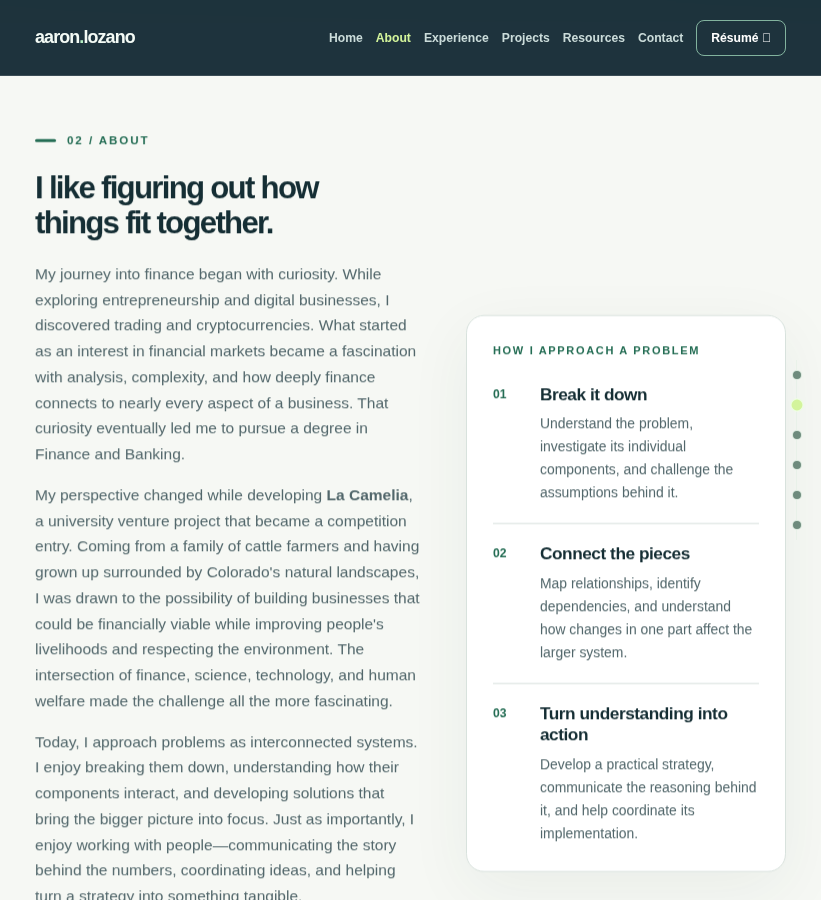 aaron.lozano
Home About Experience Projects Resources Contact Résumé
02 / ABOUT
I like figuring out how
things fit together.
My journey into finance began with curiosity. While
exploring entrepreneurship and digital businesses, I
discovered trading and cryptocurrencies. What started
as an interest in financial markets became a fascination
with analysis, complexity, and how deeply finance
connects to nearly every aspect of a business. That
curiosity eventually led me to pursue a degree in
Finance and Banking.
My perspective changed while developing La Camelia,
a university venture project that became a competition
entry. Coming from a family of cattle farmers and having
grown up surrounded by Colorado's natural landscapes,
I was drawn to the possibility of building businesses that
could be financially viable while improving people's
livelihoods and respecting the environment. The
intersection of finance, science, technology, and human
welfare made the challenge all the more fascinating.
Today, I approach problems as interconnected systems.
I enjoy breaking them down, understanding how their
components interact, and developing solutions that
bring the bigger picture into focus. Just as importantly, I
enjoy working with people—communicating the story
behind the numbers, coordinating ideas, and helping
turn a strategy into something tangible.
HOW I APPROACH A PROBLEM
01 Break it down
Understand the problem,
investigate its individual
components, and challenge the
assumptions behind it.
02 Connect the pieces
Map relationships, identify
dependencies, and understand
how changes in one part affect the
larger system.
03 Turn understanding into
action
Develop a practical strategy,
communicate the reasoning behind
it, and help coordinate its
implementation.